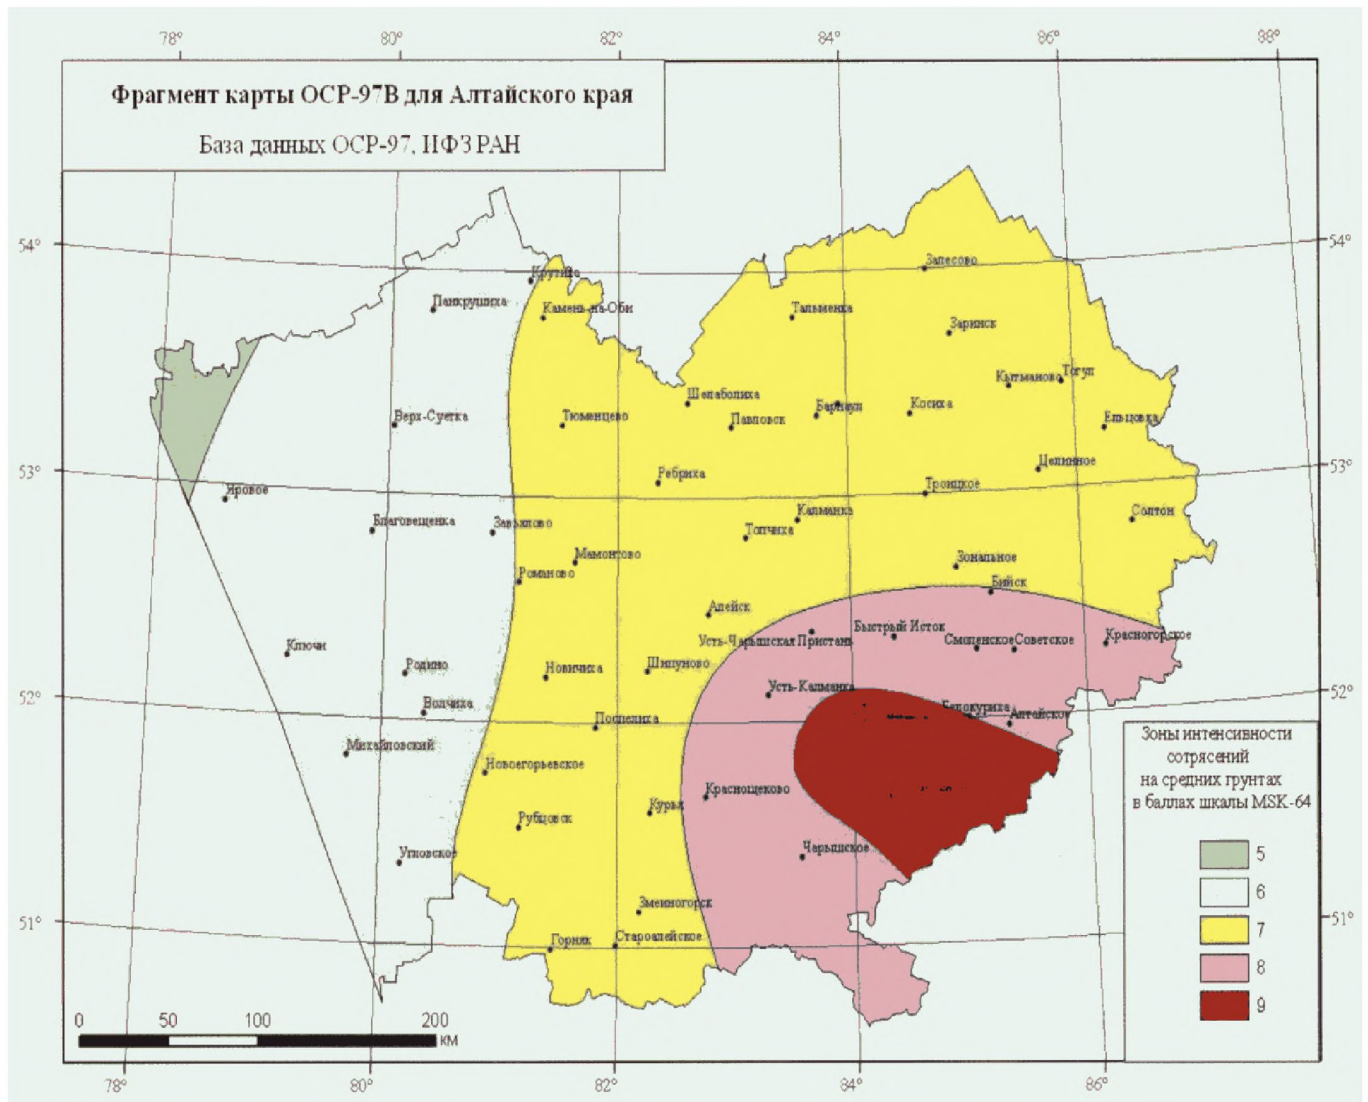 78° 80° 82° 84° 86° 88°
Фрагмент карты ОСР-97В для Алтайского края
База данных ОСР-97, ИФЗ РАН
54° 54°
Залесово
Крутиха
Панкрушиха
Камень-на-Оби
Тальменка
Заринск
Кытманово
Тогул
Шелаболиха
Верх-Суетка
Тюменцево
Павловск
Барнаул
Косиха
Ельцовка
53° 53°
Целинное
Ребриха
Троицкое
Яровое
Благовещенка
Завьялово
Калманка
Топчиха
Солтон
Мамонтово
Романово
Зональное
Бийск
Алейск
Усть-Чарышская Пристань
Быстрый Исток
Смоленское
Советское
Красногорское
Ключи
Родино
Новичиха
Шипуново
Усть-Калманка
52° 52°
Волчиха
Поспелиха
Белокуриха
Алтайское
Михайловский
Новоегорьевское
Краснощеково
Курья
Рубцовск
Угловское
Чарышское
Змеиногорск
Горняк
Староалейское
51° 51°
Зоны интенсивности
сотрясений
на средних грунтах
в баллах шкалы MSK-64
5
6
7
8
9
0 50 100 200
км
78° 80° 82° 84° 86°